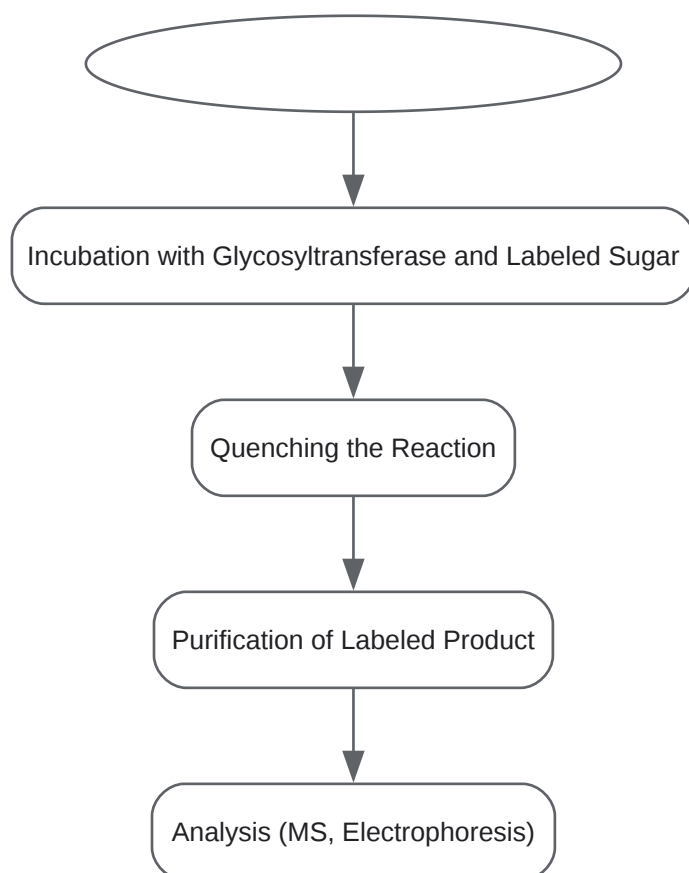 Incubation with Glycosyltransferase and Labeled Sugar
Quenching the Reaction
Purification of Labeled Product
Analysis (MS, Electrophoresis)